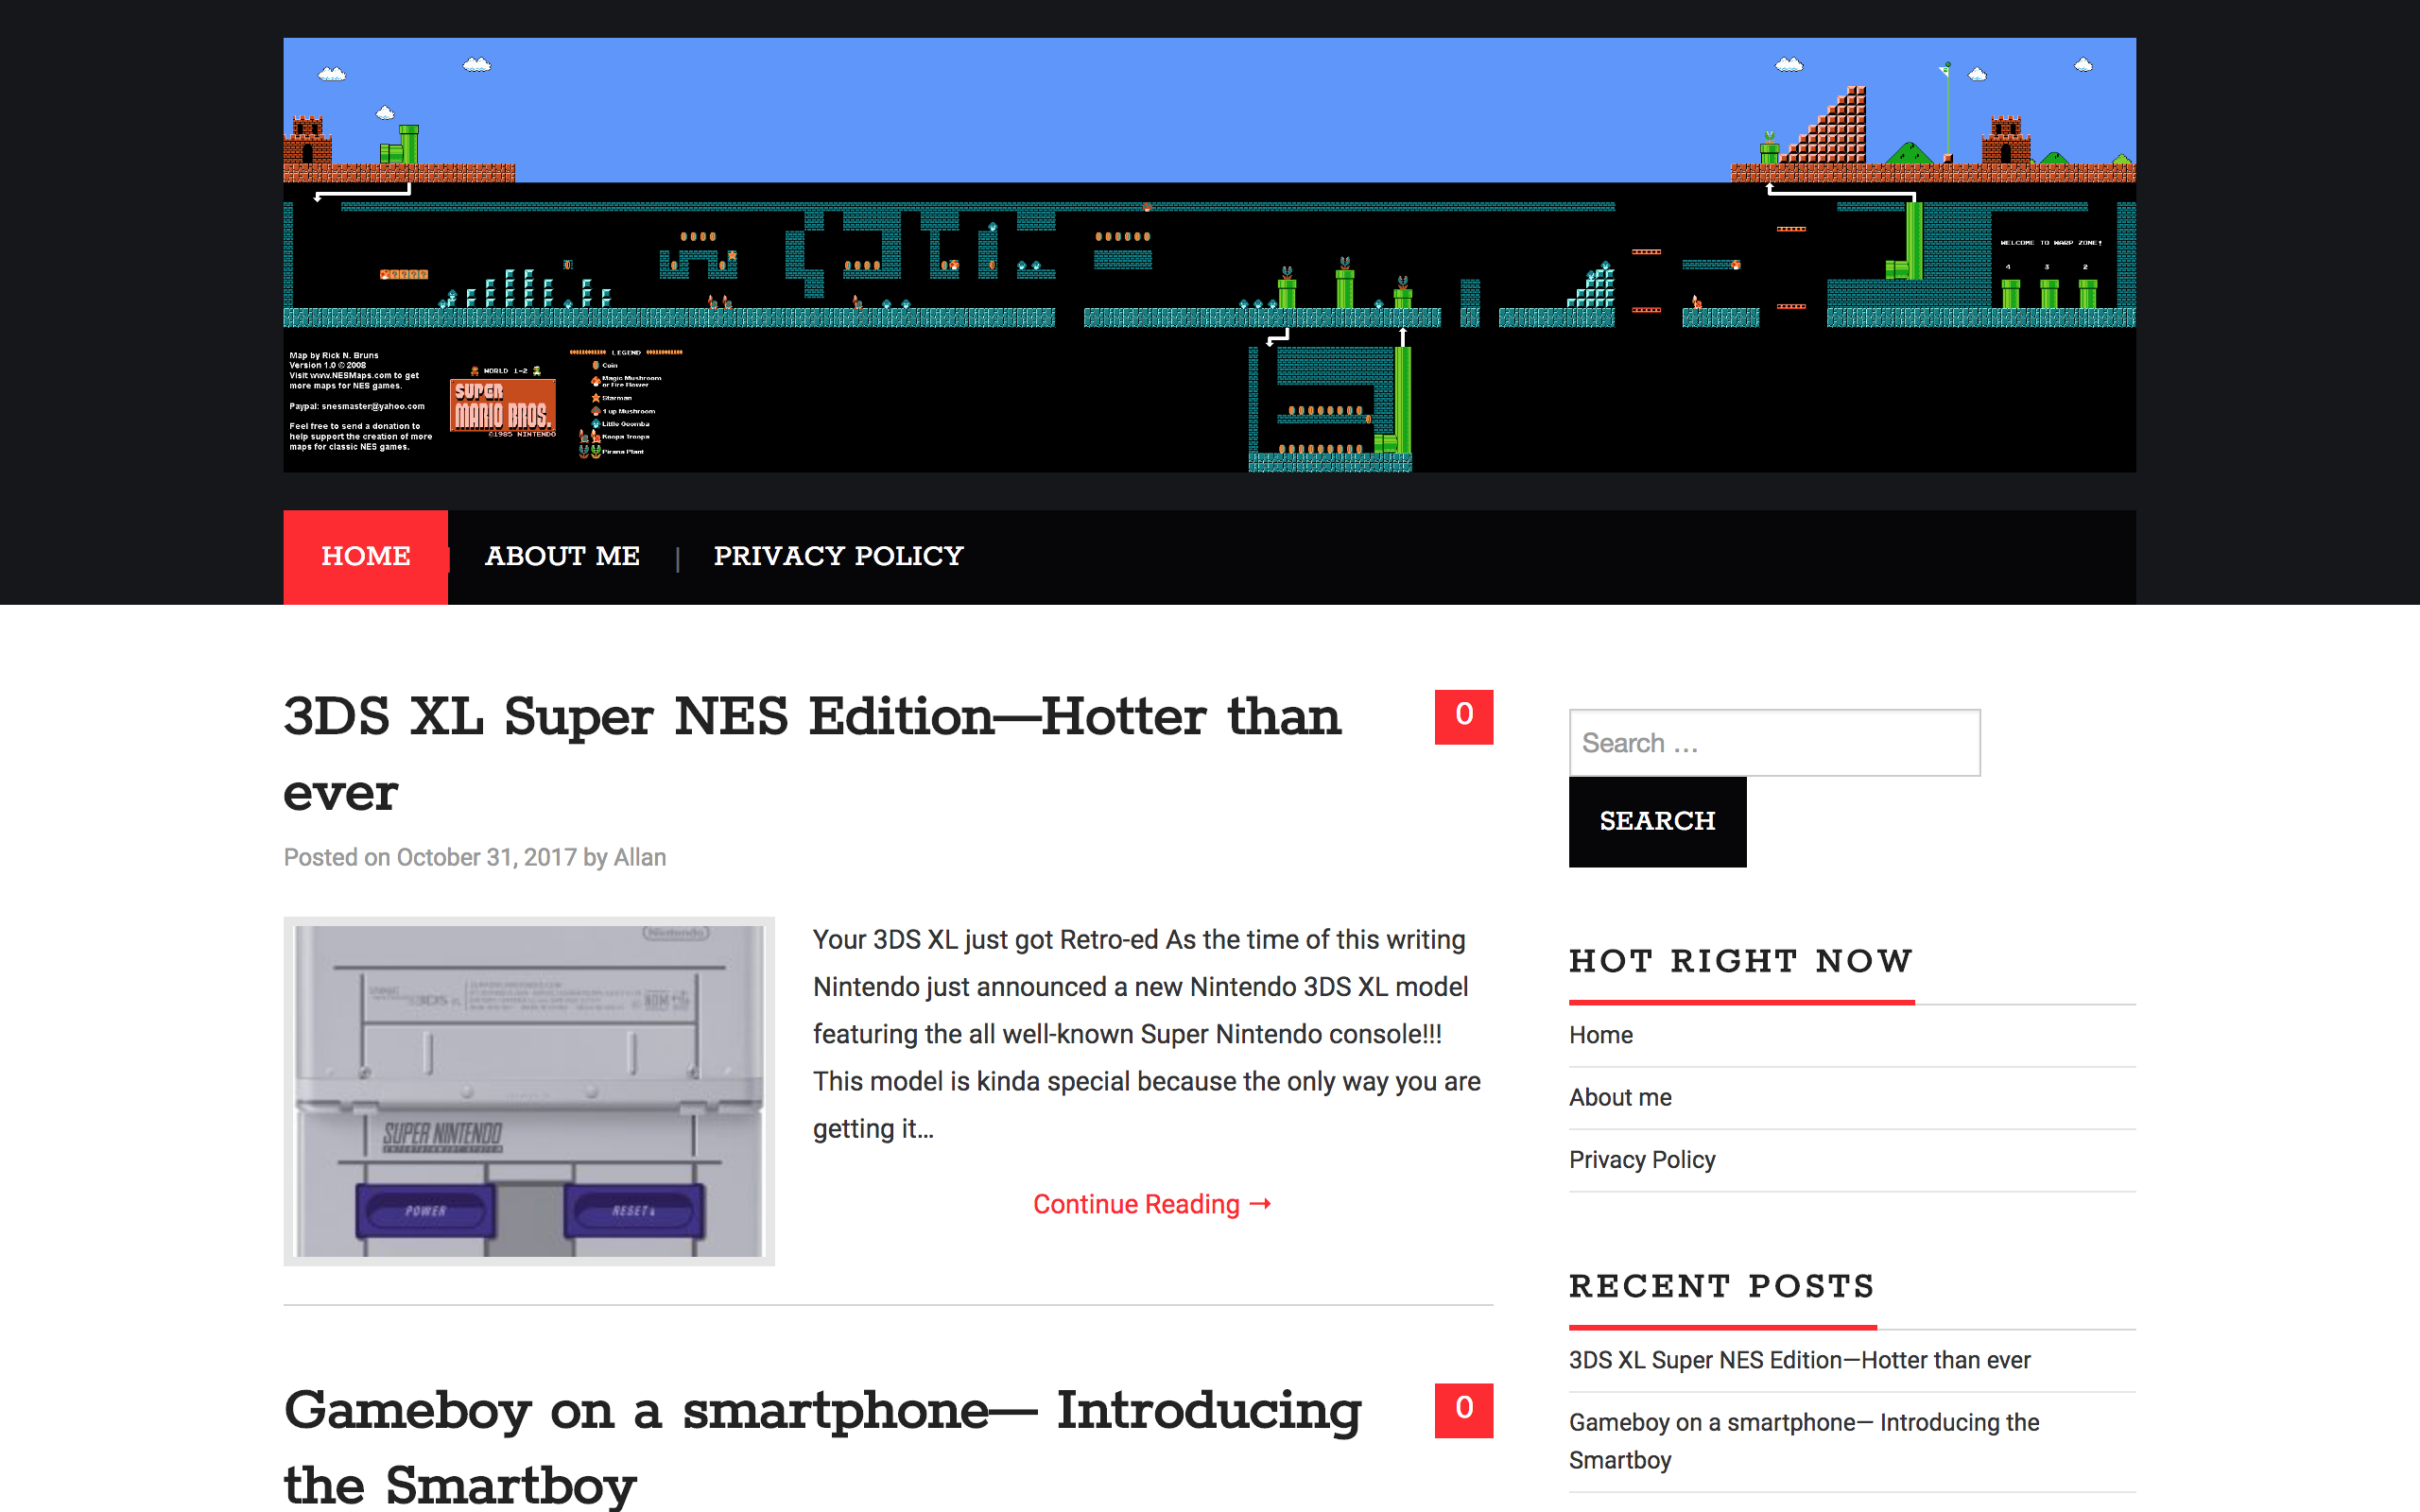 WELCOME TO WARP ZONE!
4 3 2
Map by Rick N. Bruns
Version 1.0 © 2008
Visit www.NESMaps.com to get
more maps for NES games.
Paypal: snesmaster@yahoo.com
Feel free to send a donation to
help support the creation of more
maps for classic NES games.
WORLD 1-2
SUPER
MARIO BROS.
©1985 NINTENDO
LEGEND
Coin
Magic Mushroom
or Fire Flower
Starman
1 up Mushroom
Little Goomba
Koopa Troopa
Pirana Plant
HOME
ABOUT ME
PRIVACY POLICY
3DS XL Super NES Edition—Hotter than
ever
0
Posted on October 31, 2017 by Allan
Nintendo
3DS XL
SUPER NINTENDO
ENTERTAINMENT SYSTEM
POWER
RESET
Your 3DS XL just got Retro-ed As the time of this writing
Nintendo just announced a new Nintendo 3DS XL model
featuring the all well-known Super Nintendo console!!!
This model is kinda special because the only way you are
getting it…
Continue Reading →
Gameboy on a smartphone— Introducing
the Smartboy
0
Search …
SEARCH
HOT RIGHT NOW
Home
About me
Privacy Policy
RECENT POSTS
3DS XL Super NES Edition—Hotter than ever
Gameboy on a smartphone— Introducing the
Smartboy